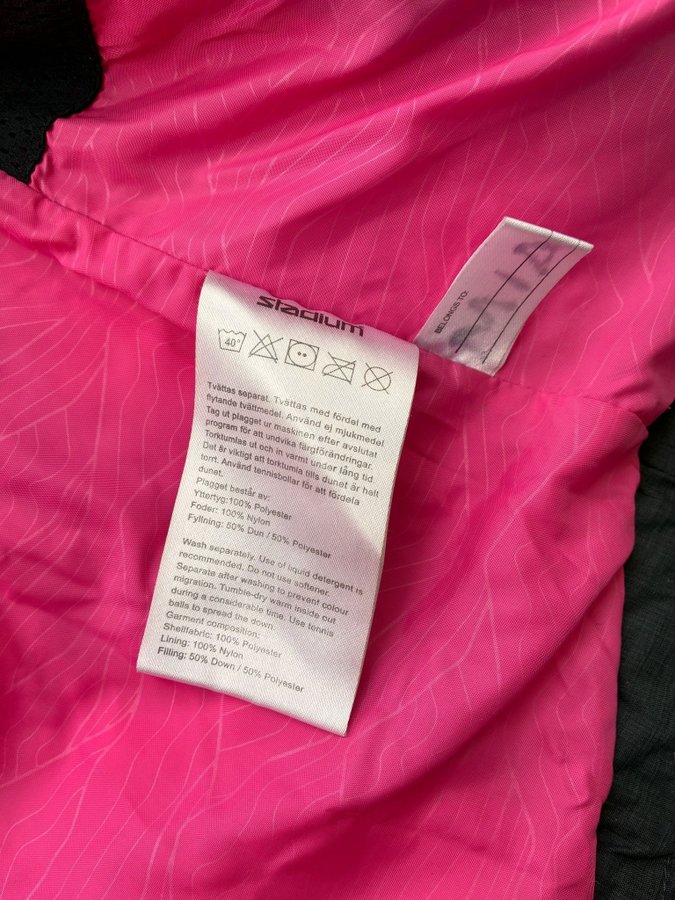 stadium
40°
Tvättas separat. Tvättas med fördel med
flytande tvättmedel. Använd ej mjukmedel
Tag ut plagget ur maskinen efter avslutat
program för att undvika färgförändringar.
Torktumlas ut och in varmt under lång tid.
Det är viktigt att torktumla tills dunet är helt
torrt. Använd tennisbollar för att fördela
dunet.
Plagget består av:
Yttertyg:100% Polyester
Foder: 100% Nylon
Fyllning: 50% Dun / 50% Polyester
Wash separately. Use of liquid detergent is
recommended. Do not use softener.
Separate after washing to prevent colour
migration. Tumble-dry warm inside out
during a considerable time. Use tennis
balls to spread the down.
Garment composition:
Shellfabric: 100% Polyester
Lining: 100% Nylon
Filling: 50% Down / 50% Polyester
BELONGS TO: